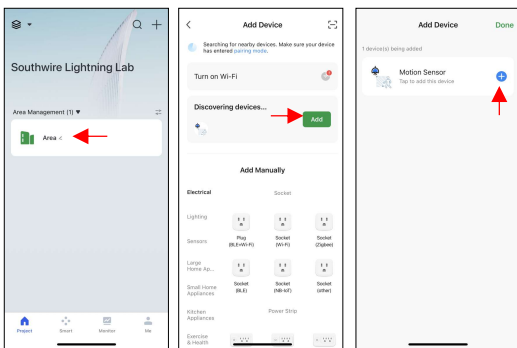 Southwire Lightning Lab
Area Management (1) ▼
Area <
Project
Smart
Monitor
Me
Add Device
Searching for nearby devices. Make sure your device
has entered pairing mode.
Turn on Wi-Fi
Discovering devices...
Add
Add Manually
Electrical
Socket
Lighting
Sensors
Plug
(BLE+Wi-Fi)
Socket
(Wi-Fi)
Socket
(Zigbee)
Large
Home Ap...
Small Home
Appliances
Socket
(BLE)
Socket
(NB-IoT)
Socket
(other)
Kitchen
Appliances
Power Strip
Exercise
& Health
Add Device
Done
1 device(s) being added
Motion Sensor
Tap to add this device